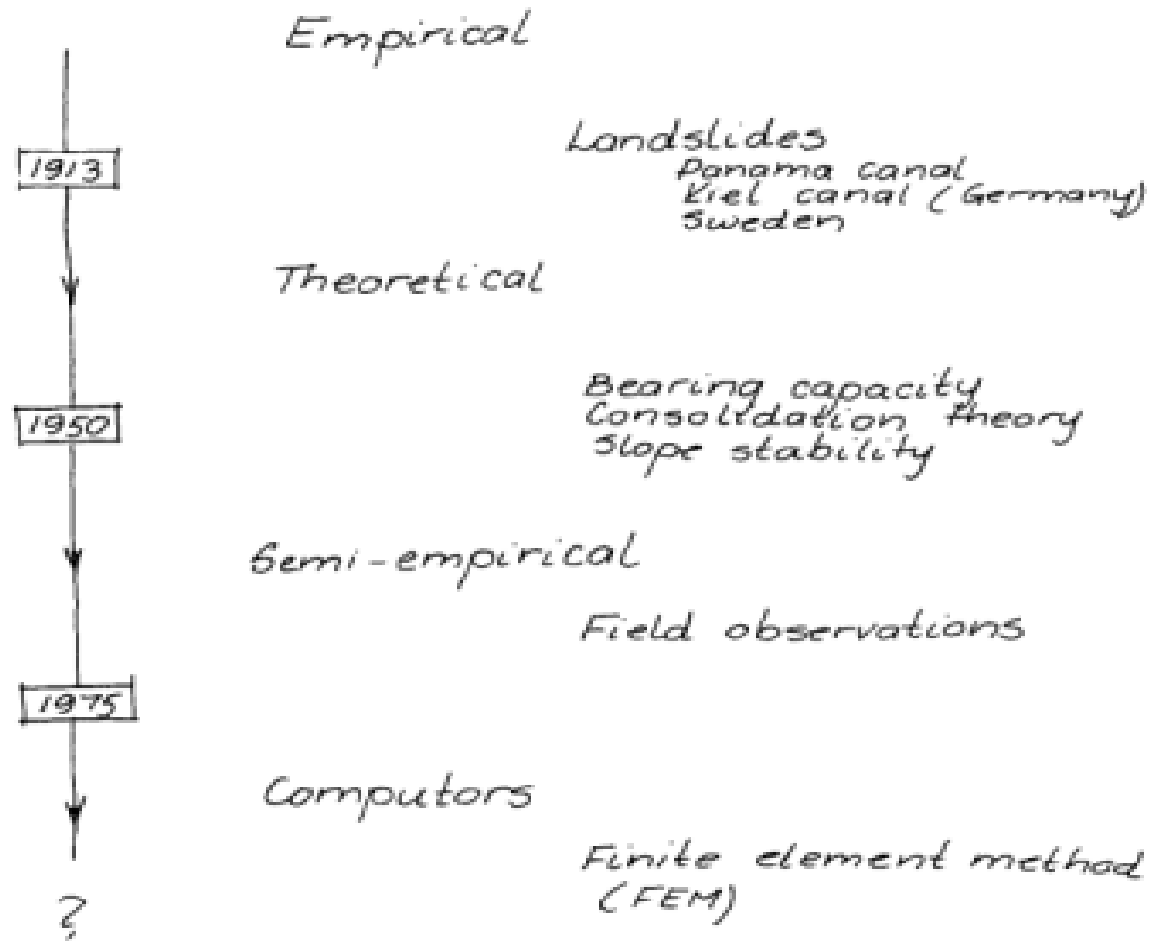 Empirical
1913
Landslides
Panama canal
Kiel canal (Germany)
Sweden
Theoretical
1950
Bearing capacity
Consolidation theory
Slope stability
Semi-empirical
Field observations
1975
Computors
Finite element method
(FEM)
?